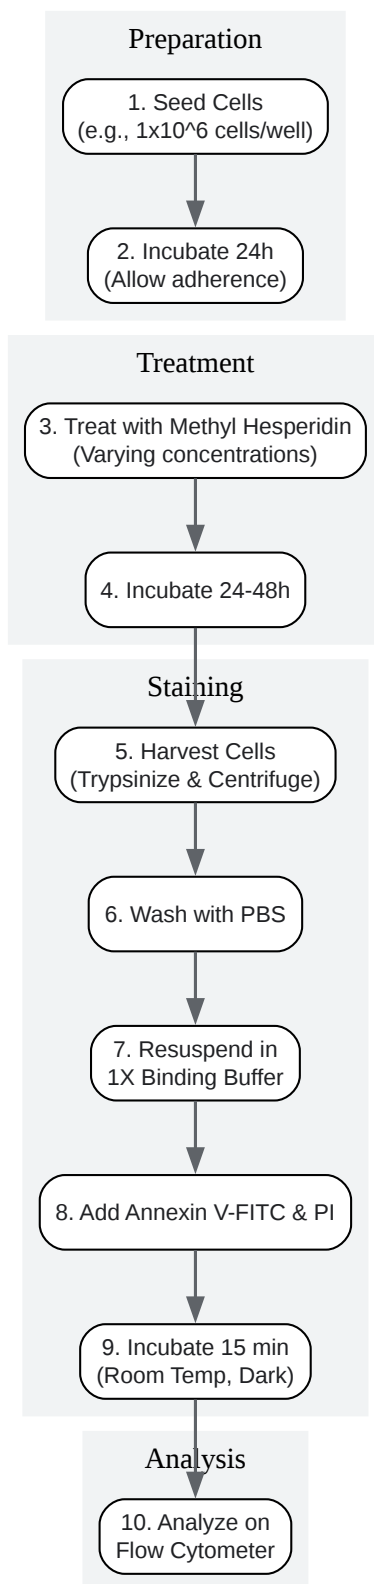 Preparation
1. Seed Cells
(e.g., 1x10^6 cells/well)
2. Incubate 24h
(Allow adherence)
Treatment
3. Treat with Methyl Hesperidin
(Varying concentrations)
4. Incubate 24-48h
Staining
5. Harvest Cells
(Trypsinize & Centrifuge)
6. Wash with PBS
7. Resuspend in
1X Binding Buffer
8. Add Annexin V-FITC & PI
9. Incubate 15 min
(Room Temp, Dark)
Analysis
10. Analyze on
Flow Cytometer